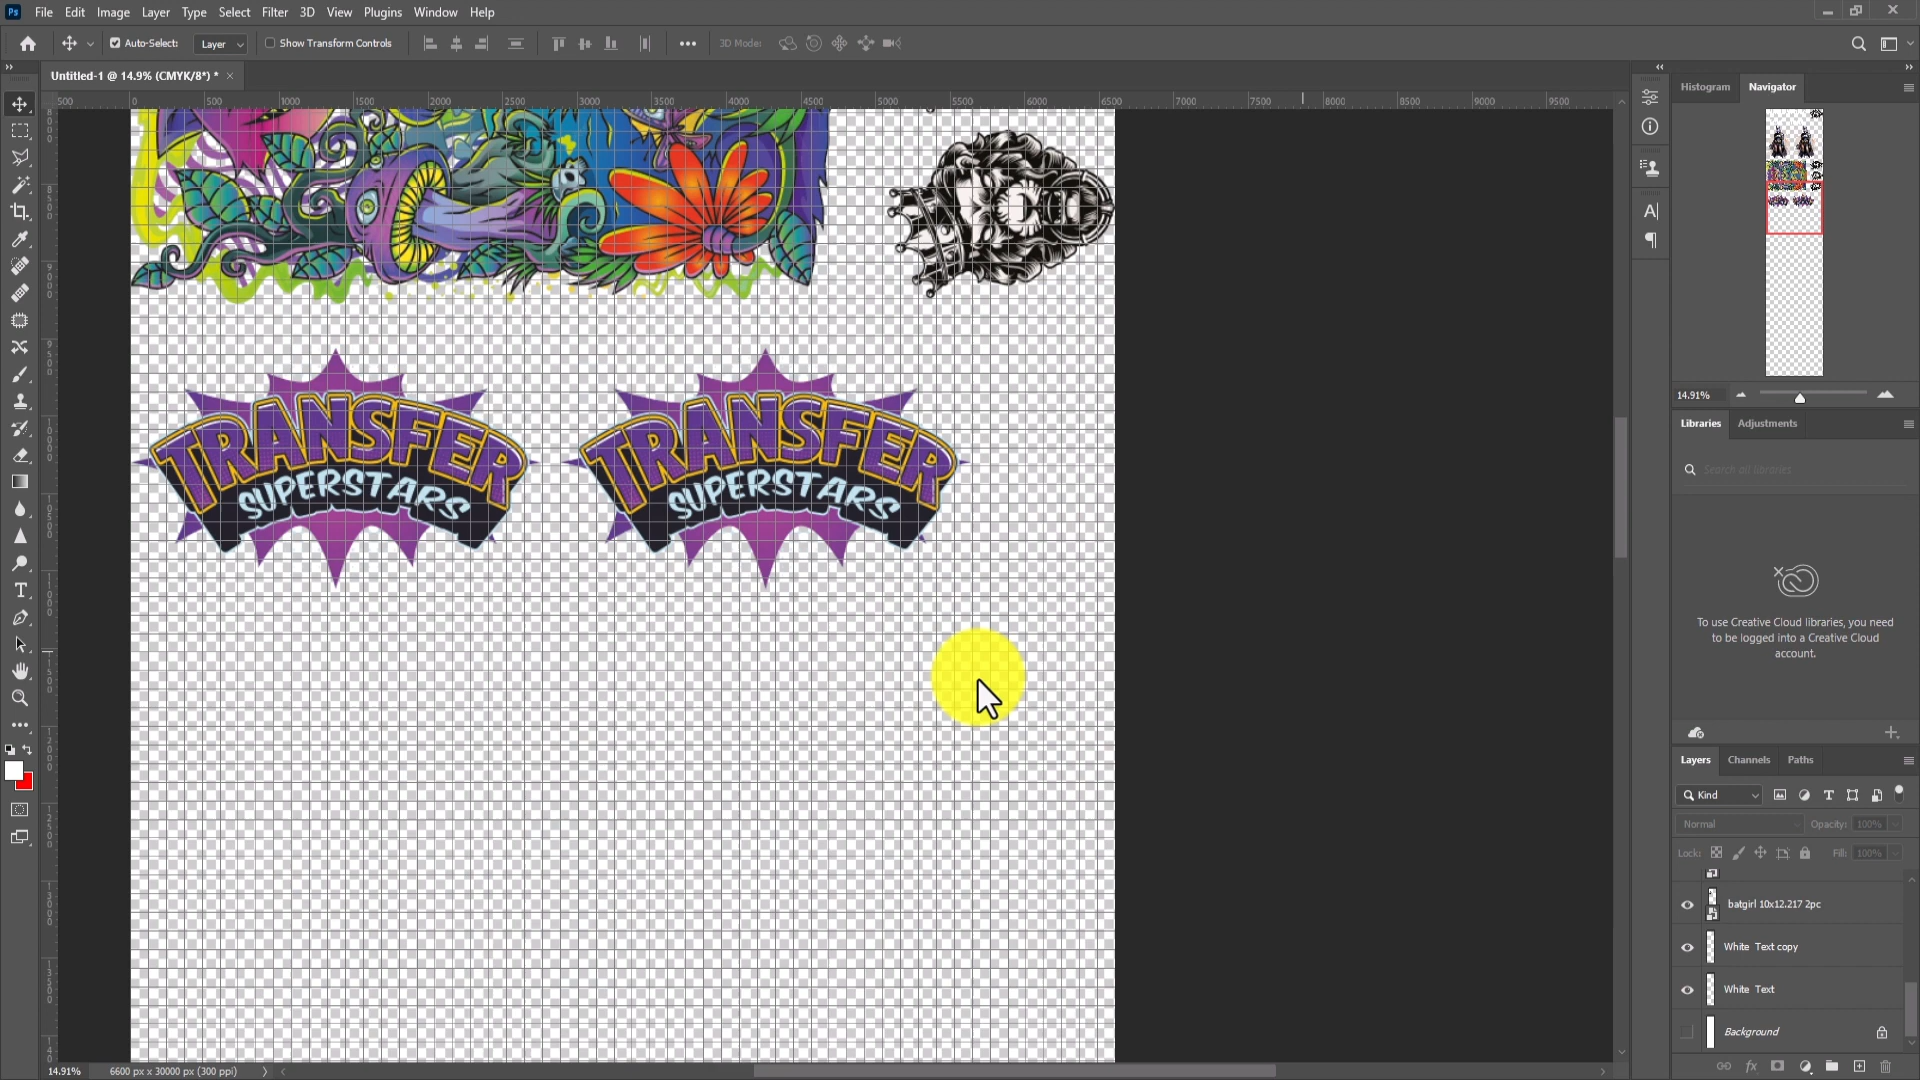 Ps File Edit Image Layer Type Select Filter 3D View Plugins Window Help
Auto-Select: Layer Show Transform Controls 3D Mode:
Untitled-1 @ 14.9% (CMYK/8*) *
500 0 500 1000 1500 2000 2500 3000 3500 4000 4500 5000 5500 6000 6500 7000 7500 8000 8500 9000 9500
Histogram Navigator
TRANSFER
SUPERSTARS
TRANSFER
SUPERSTARS
14.91%
Libraries Adjustments
Search all libraries
To use Creative Cloud libraries, you need
to be logged into a Creative Cloud
account.
Layers Channels Paths
Kind
Normal Opacity: 100%
Lock: Fill: 100%
batgirl 10x12.217 2pc
White Text copy
White Text
Background
14.91% 6600 px x 30000 px (300 ppi)